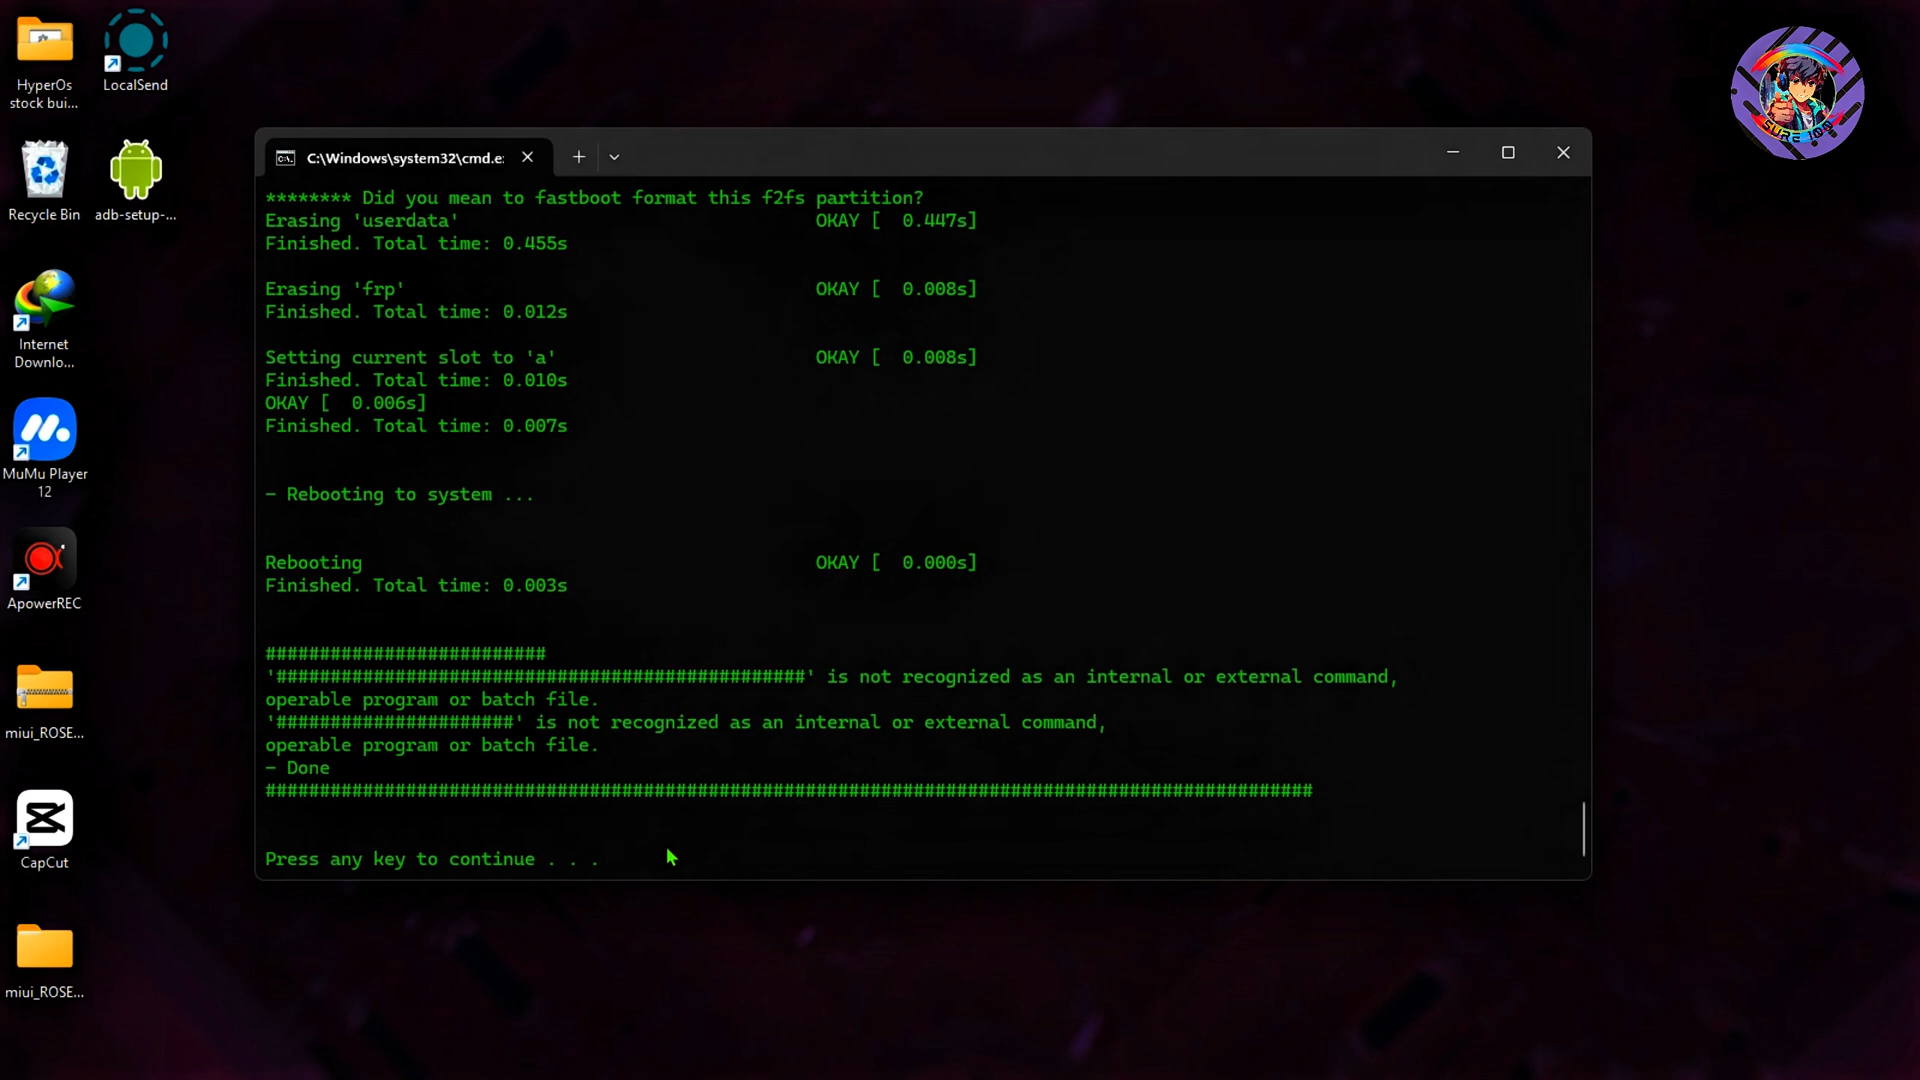 HyperOs
stock bui...
LocalSend
Recycle Bin
adb-setup-...
Internet
Downlo...
MuMu Player
12
ApowerREC
miui_ROSE...
CapCut
miui_ROSE...
C:\Windows\system32\cmd.e
******** Did you mean to fastboot format this f2fs partition?
Erasing 'userdata' OKAY [ 0.447s]
Finished. Total time: 0.455s
Erasing 'frp' OKAY [ 0.008s]
Finished. Total time: 0.012s
Setting current slot to 'a' OKAY [ 0.008s]
Finished. Total time: 0.010s
OKAY [ 0.006s]
Finished. Total time: 0.007s
- Rebooting to system ...
Rebooting OKAY [ 0.000s]
Finished. Total time: 0.003s
##########################
'#################################################' is not recognized as an internal or external command,
operable program or batch file.
'######################' is not recognized as an internal or external command,
operable program or batch file.
- Done
#################################################################################################
Press any key to continue . . .